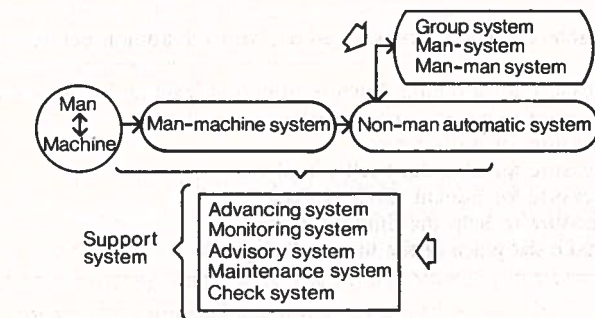 Group system
Man-system
Man-man system
Man
Machine
Man-machine system
Non-man automatic system
Support
system
Advancing system
Monitoring system
Advisory system
Maintenance system
Check system